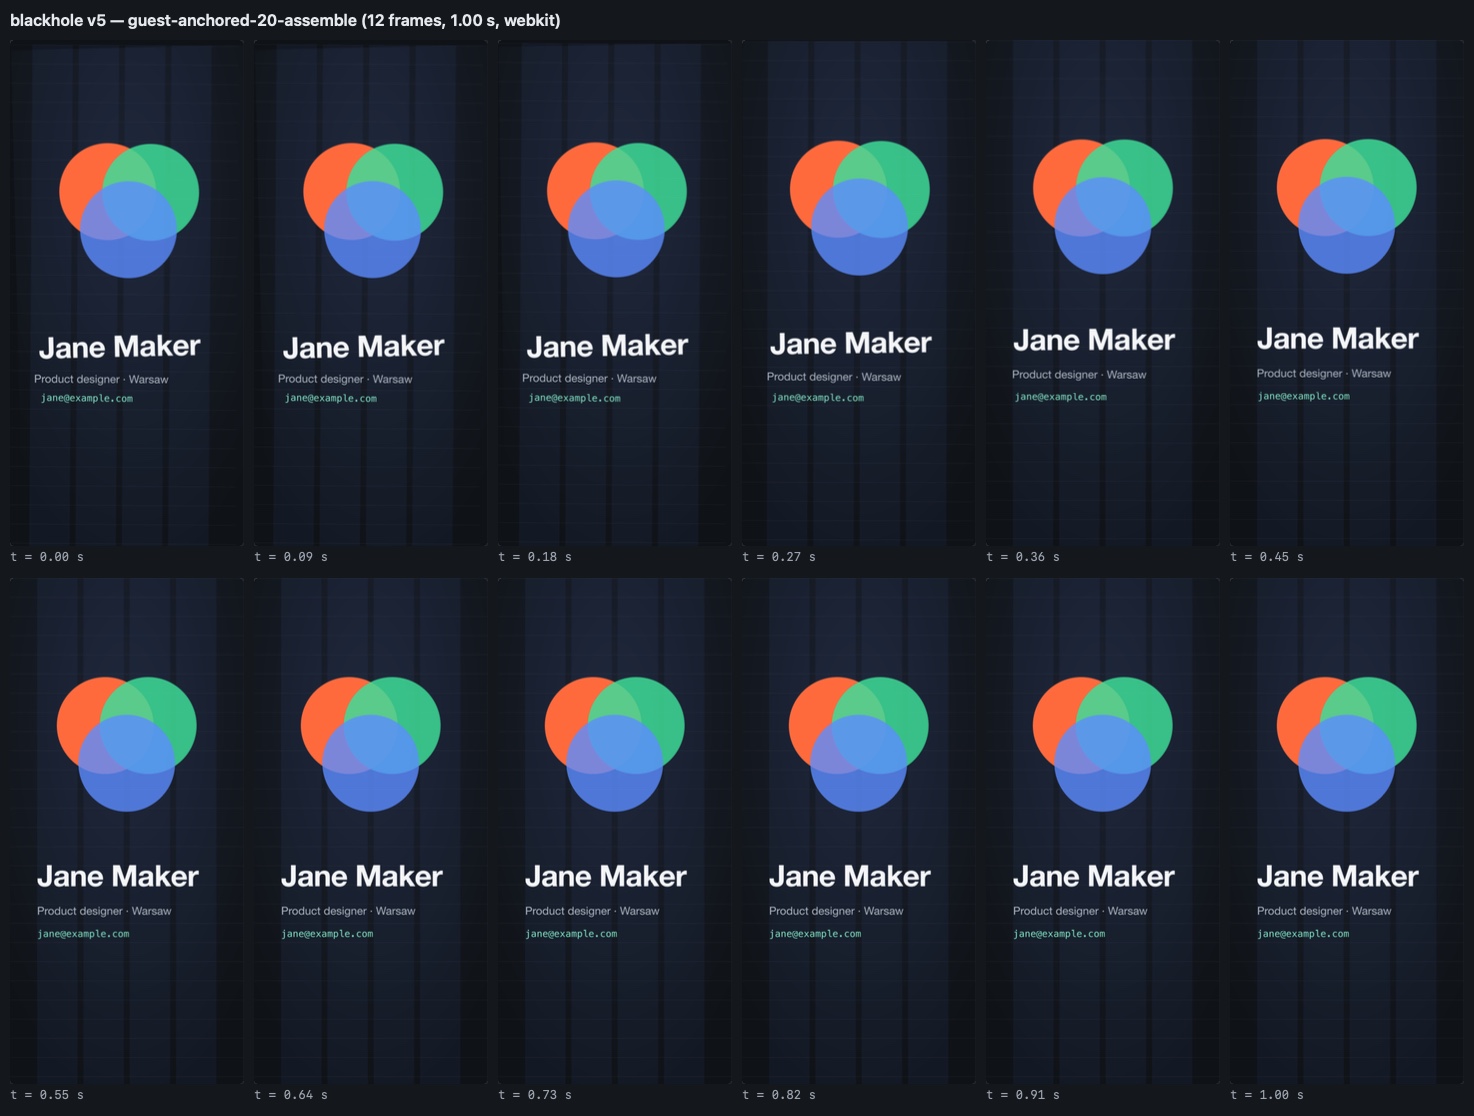 blackhole v5 — guest-anchored-20-assemble (12 frames, 1.00 s, webkit)
Jane Maker
Product designer · Warsaw
jane@example.com
t = 0.00 s
Jane Maker
Product designer · Warsaw
jane@example.com
t = 0.09 s
Jane Maker
Product designer · Warsaw
jane@example.com
t = 0.18 s
Jane Maker
Product designer · Warsaw
jane@example.com
t = 0.27 s
Jane Maker
Product designer · Warsaw
jane@example.com
t = 0.36 s
Jane Maker
Product designer · Warsaw
jane@example.com
t = 0.45 s
Jane Maker
Product designer · Warsaw
jane@example.com
t = 0.55 s
Jane Maker
Product designer · Warsaw
jane@example.com
t = 0.64 s
Jane Maker
Product designer · Warsaw
jane@example.com
t = 0.73 s
Jane Maker
Product designer · Warsaw
jane@example.com
t = 0.82 s
Jane Maker
Product designer · Warsaw
jane@example.com
t = 0.91 s
Jane Maker
Product designer · Warsaw
jane@example.com
t = 1.00 s